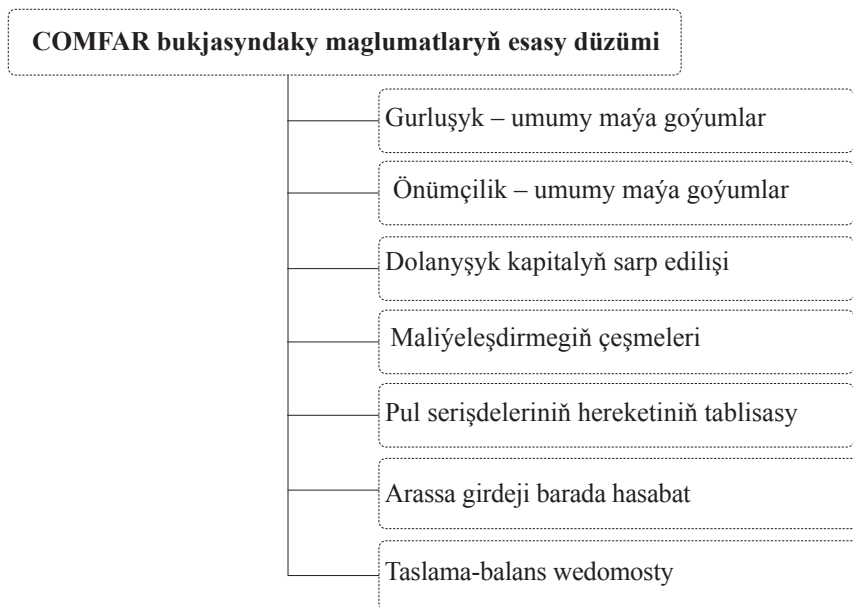 COMFAR bukjasyndaky maglumatlaryň esasy düzümi
Gurluşyk – umumy maýa goýumlar
Önümçilik – umumy maýa goýumlar
Dolanyşyk kapitalyň sarp edilişi
Maliýeleşdirmegiň çeşmeleri
Pul serişdeleriniň hereketiniň tablisasy
Arassa girdeji barada hasabat
Taslama-balans wedomosty